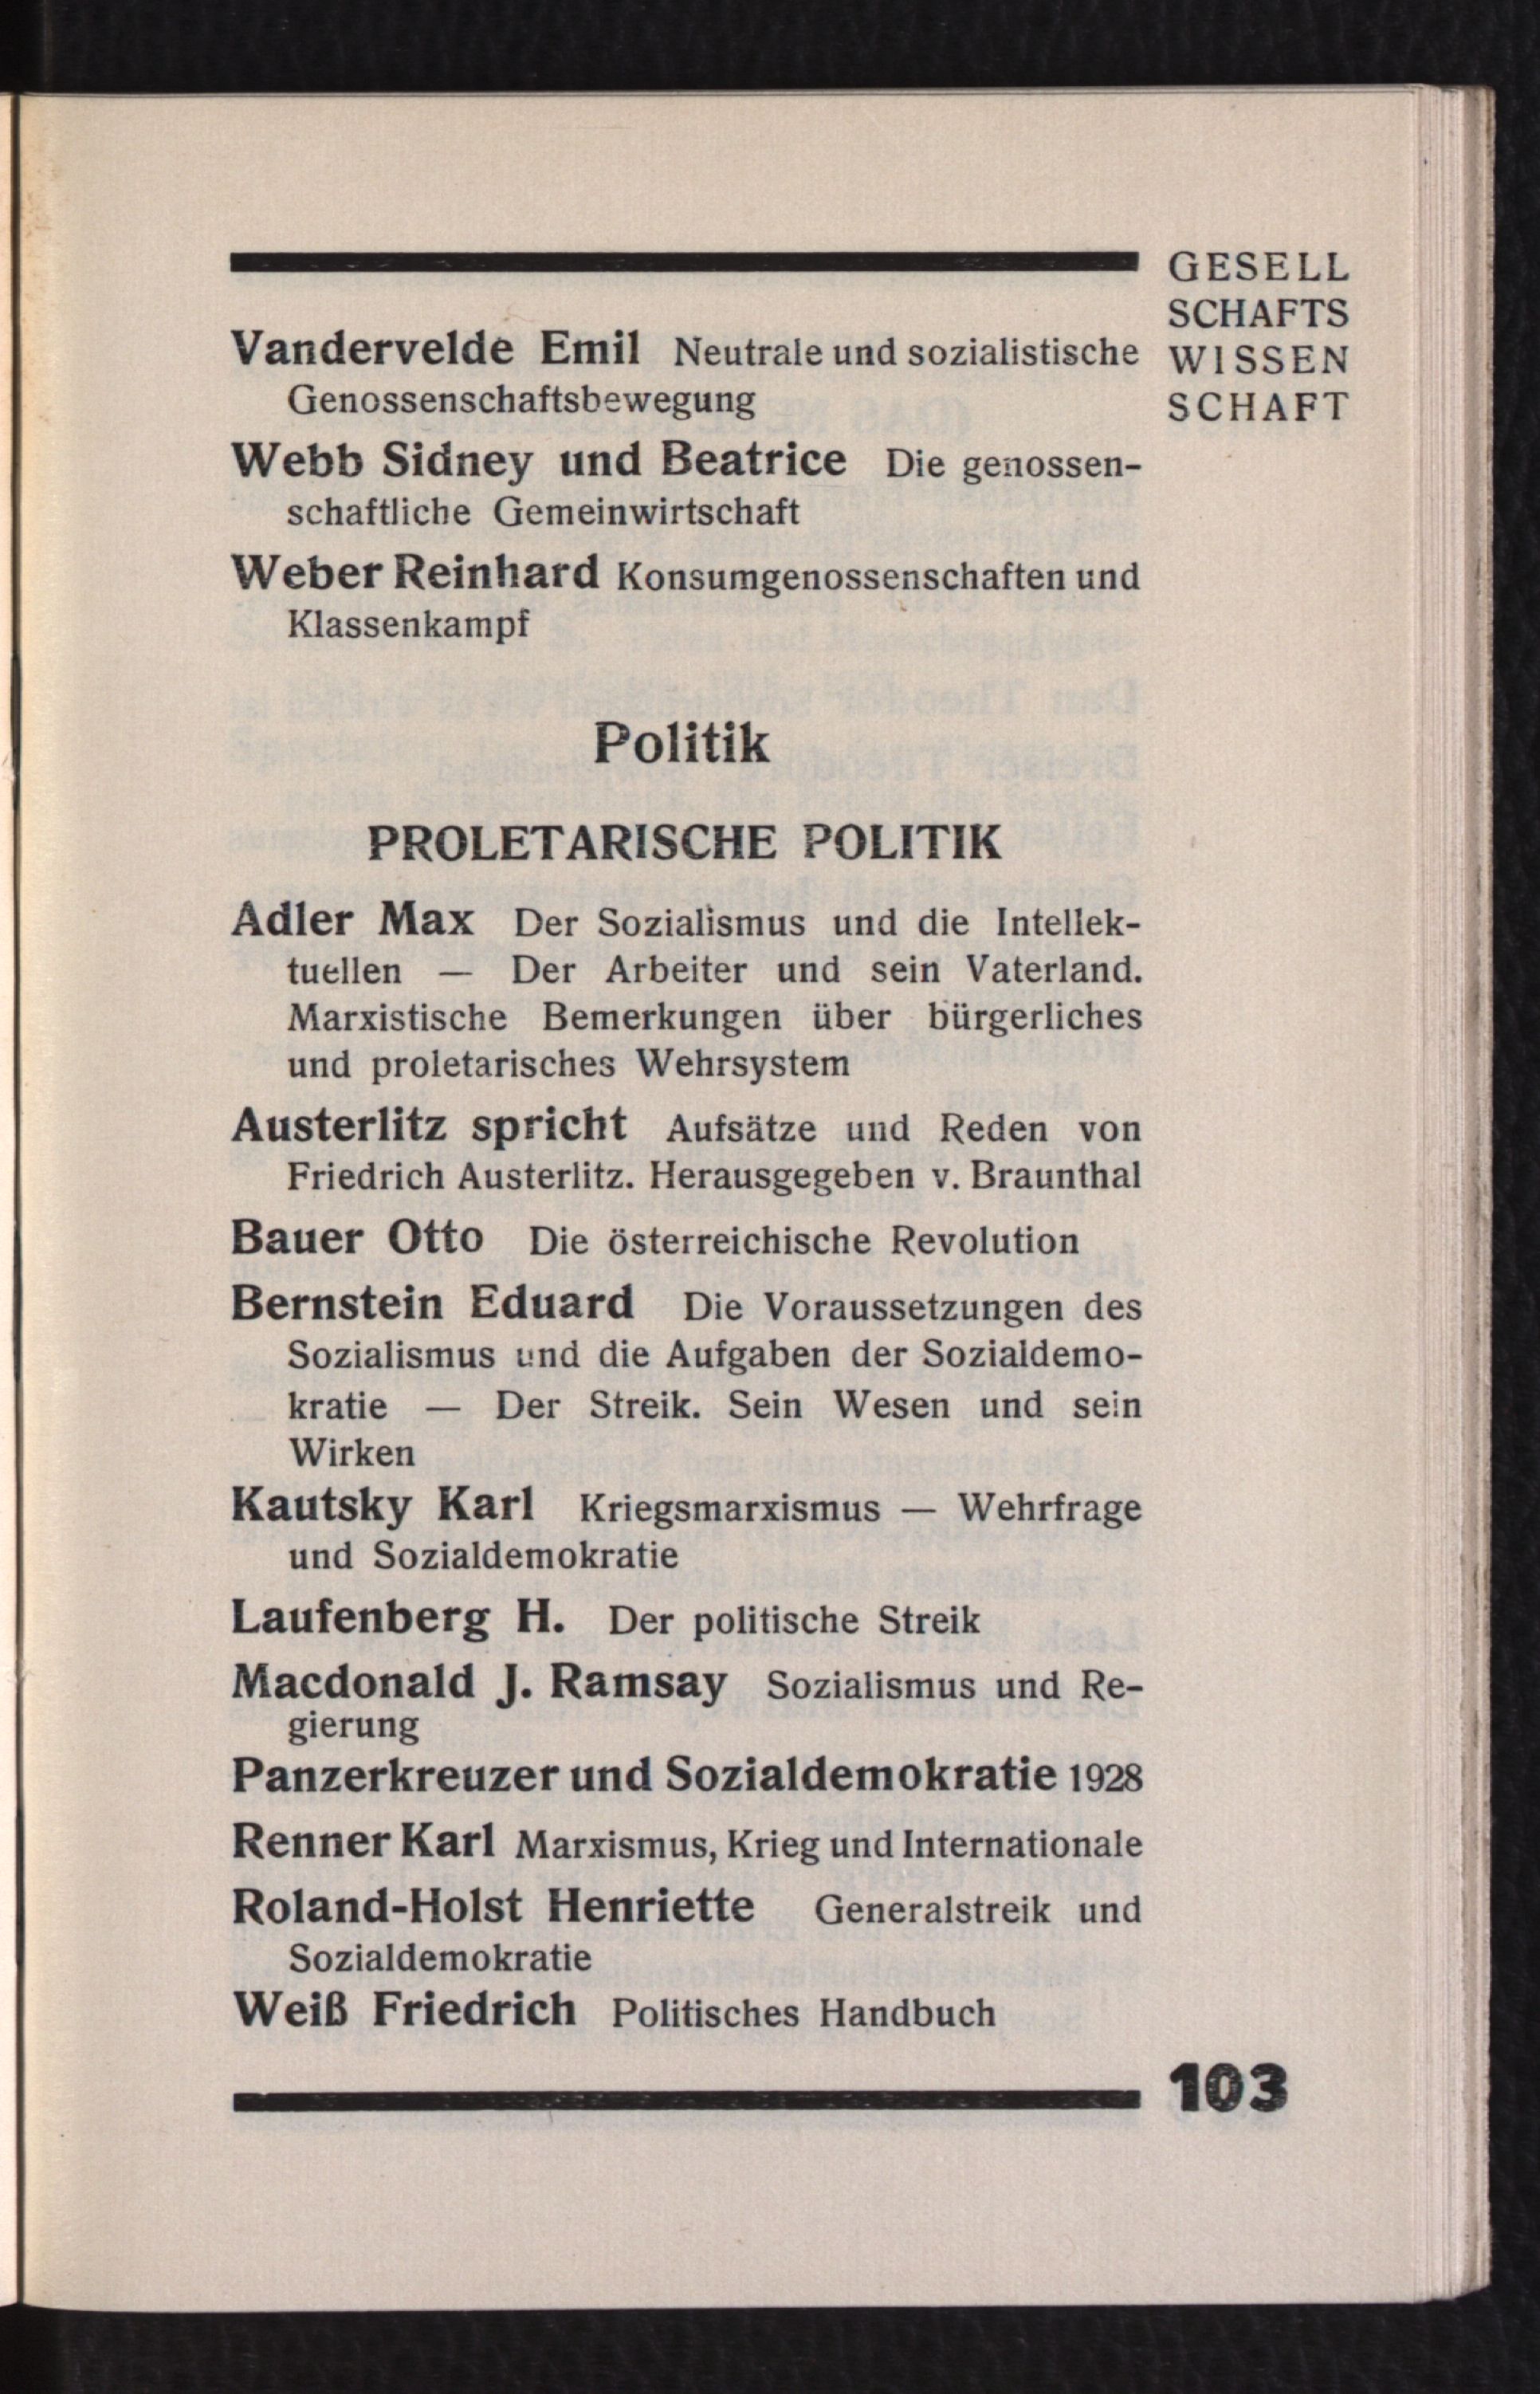 GESELL
SCHAFTS
WISSEN
SCHAFT
Vandervelde Emil Neutrale und sozialistische
Genossenschaftsbewegung
Webb Sidney und Beatrice Die genossen-
schaftliche Gemeinwirtschaft
Weber Reinhard Konsumgenossenschaften und
Klassenkampf
Politik
PROLETARISCHE POLITIK
Adler Max Der Sozialismus und die Intellek-
tuellen — Der Arbeiter und sein Vaterland.
Marxistische Bemerkungen über bürgerliches
und proletarisches Wehrsystem
Austerlitz spricht Aufsätze und Reden von
Friedrich Austerlitz. Herausgegeben v. Braunthal
Bauer Otto Die österreichische Revolution
Bernstein Eduard Die Voraussetzungen des
Sozialismus und die Aufgaben der Sozialdemo-
kratie — Der Streik. Sein Wesen und sein
Wirken
Kautsky Karl Kriegsmarxismus — Wehrfrage
und Sozialdemokratie
Laufenberg H. Der politische Streik
Macdonald J. Ramsay Sozialismus und Re-
gierung
Panzerkreuzer und Sozialdemokratie 1928
Renner Karl Marxismus, Krieg und Internationale
Roland-Holst Henriette Generalstreik und
Sozialdemokratie
Weiß Friedrich Politisches Handbuch
103